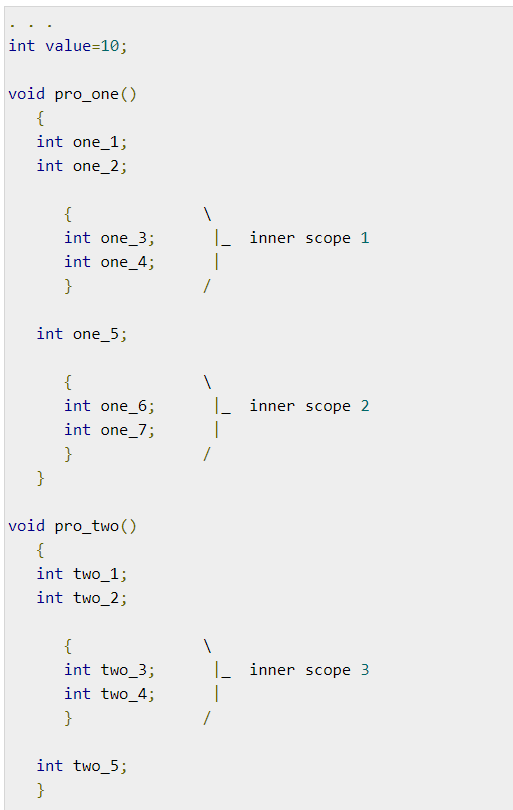 . . .
int value=10;
void pro_one()
{
int one_1;
int one_2;
{ \
int one_3; |_ inner scope 1
int one_4; |
} /
int one_5;
{ \
int one_6; |_ inner scope 2
int one_7; |
} /
}
void pro_two()
{
int two_1;
int two_2;
{ \
int two_3; |_ inner scope 3
int two_4; |
} /
int two_5;
}